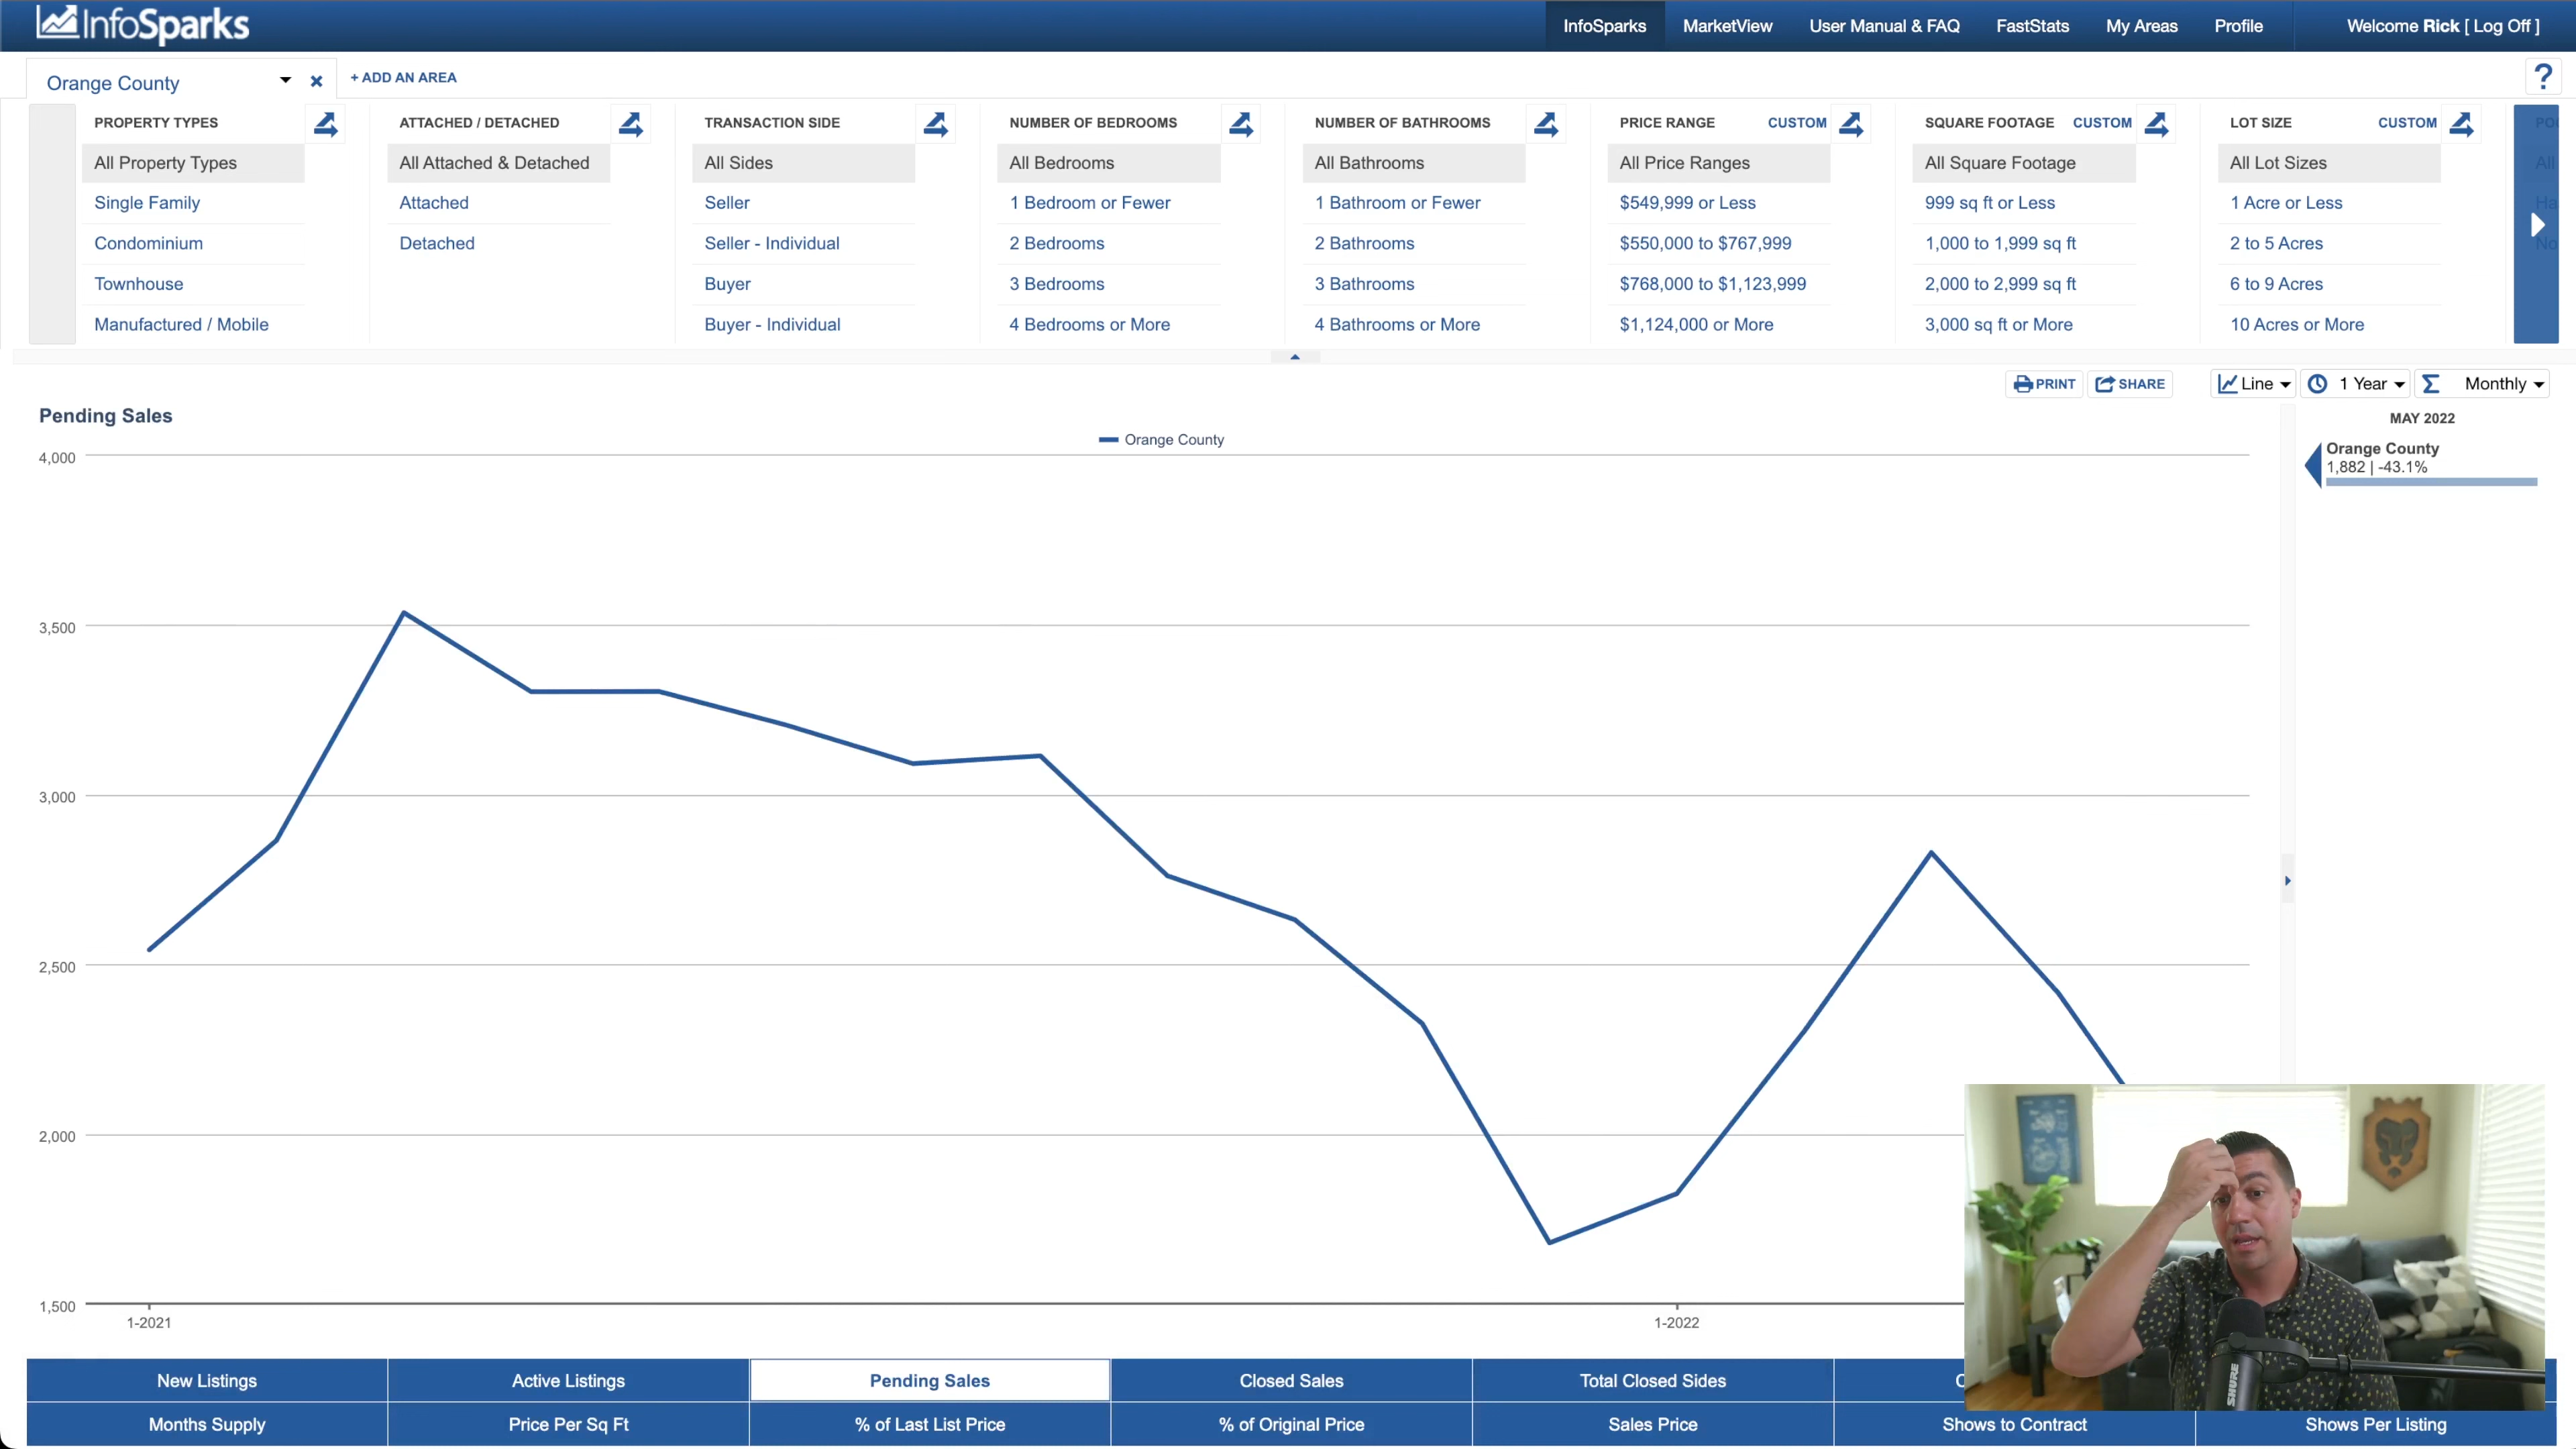 InfoSparks
InfoSparks MarketView User Manual & FAQ FastStats My Areas Profile Welcome Rick [ Log Off ]
Orange County + ADD AN AREA ?
PROPERTY TYPES
All Property Types
Single Family
Condominium
Townhouse
Manufactured / Mobile
ATTACHED / DETACHED
All Attached & Detached
Attached
Detached
TRANSACTION SIDE
All Sides
Seller
Seller - Individual
Buyer
Buyer - Individual
NUMBER OF BEDROOMS
All Bedrooms
1 Bedroom or Fewer
2 Bedrooms
3 Bedrooms
4 Bedrooms or More
NUMBER OF BATHROOMS
All Bathrooms
1 Bathroom or Fewer
2 Bathrooms
3 Bathrooms
4 Bathrooms or More
PRICE RANGE CUSTOM
All Price Ranges
$549,999 or Less
$550,000 to $767,999
$768,000 to $1,123,999
$1,124,000 or More
SQUARE FOOTAGE CUSTOM
All Square Footage
999 sq ft or Less
1,000 to 1,999 sq ft
2,000 to 2,999 sq ft
3,000 sq ft or More
LOT SIZE CUSTOM
All Lot Sizes
1 Acre or Less
2 to 5 Acres
6 to 9 Acres
10 Acres or More
PRINT SHARE Line 1 Year Monthly
Pending Sales
Orange County
MAY 2022
Orange County
1,882 | -43.1%
4,000
3,500
3,000
2,500
2,000
1,500
1-2021 1-2022
SHURE
New Listings Active Listings Pending Sales Closed Sales Total Closed Sides
Months Supply Price Per Sq Ft % of Last List Price % of Original Price Sales Price Shows to Contract Shows Per Listing